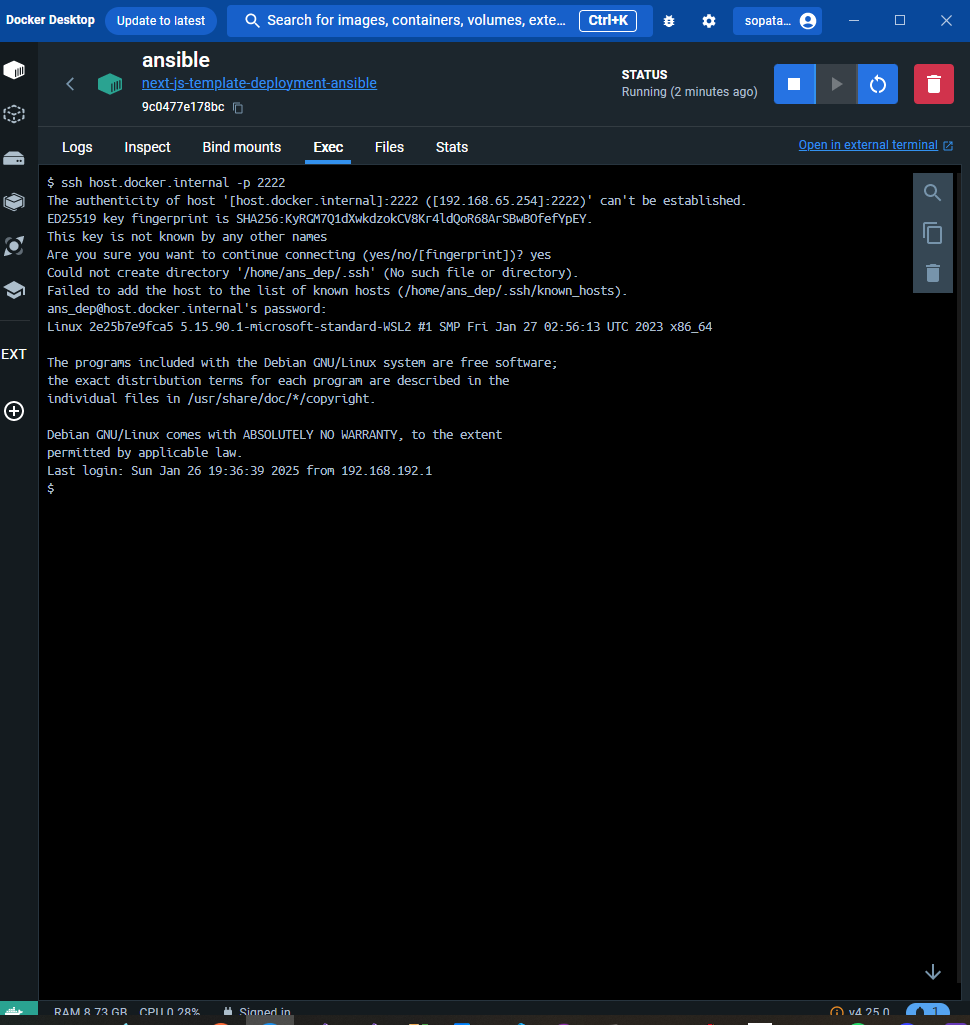 Docker Desktop
Update to latest
Search for images, containers, volumes, exte...
Ctrl+K
sopata...
ansible
next-js-template-deployment-ansible
9c0477e178bc
STATUS
Running (2 minutes ago)
Logs
Inspect
Bind mounts
Exec
Files
Stats
Open in external terminal
$ ssh host.docker.internal -p 2222
The authenticity of host '[host.docker.internal]:2222 ([192.168.65.254]:2222)' can't be established.
ED25519 key fingerprint is SHA256:KyRGM7Q1dXwkdzokCV8Kr4ldQoR68ArSBwBOfefYpEY.
This key is not known by any other names
Are you sure you want to continue connecting (yes/no/[fingerprint])? yes
Could not create directory '/home/ans_dep/.ssh' (No such file or directory).
Failed to add the host to the list of known hosts (/home/ans_dep/.ssh/known_hosts).
ans_dep@host.docker.internal's password:
Linux 2e25b7e9fca5 5.15.90.1-microsoft-standard-WSL2 #1 SMP Fri Jan 27 02:56:13 UTC 2023 x86_64
The programs included with the Debian GNU/Linux system are free software;
the exact distribution terms for each program are described in the
individual files in /usr/share/doc/*/copyright.
Debian GNU/Linux comes with ABSOLUTELY NO WARRANTY, to the extent
permitted by applicable law.
Last login: Sun Jan 26 19:36:39 2025 from 192.168.192.1
$
EXT
RAM 8.73 GB
CPU 0.28%
Signed in
v4.25.0
1